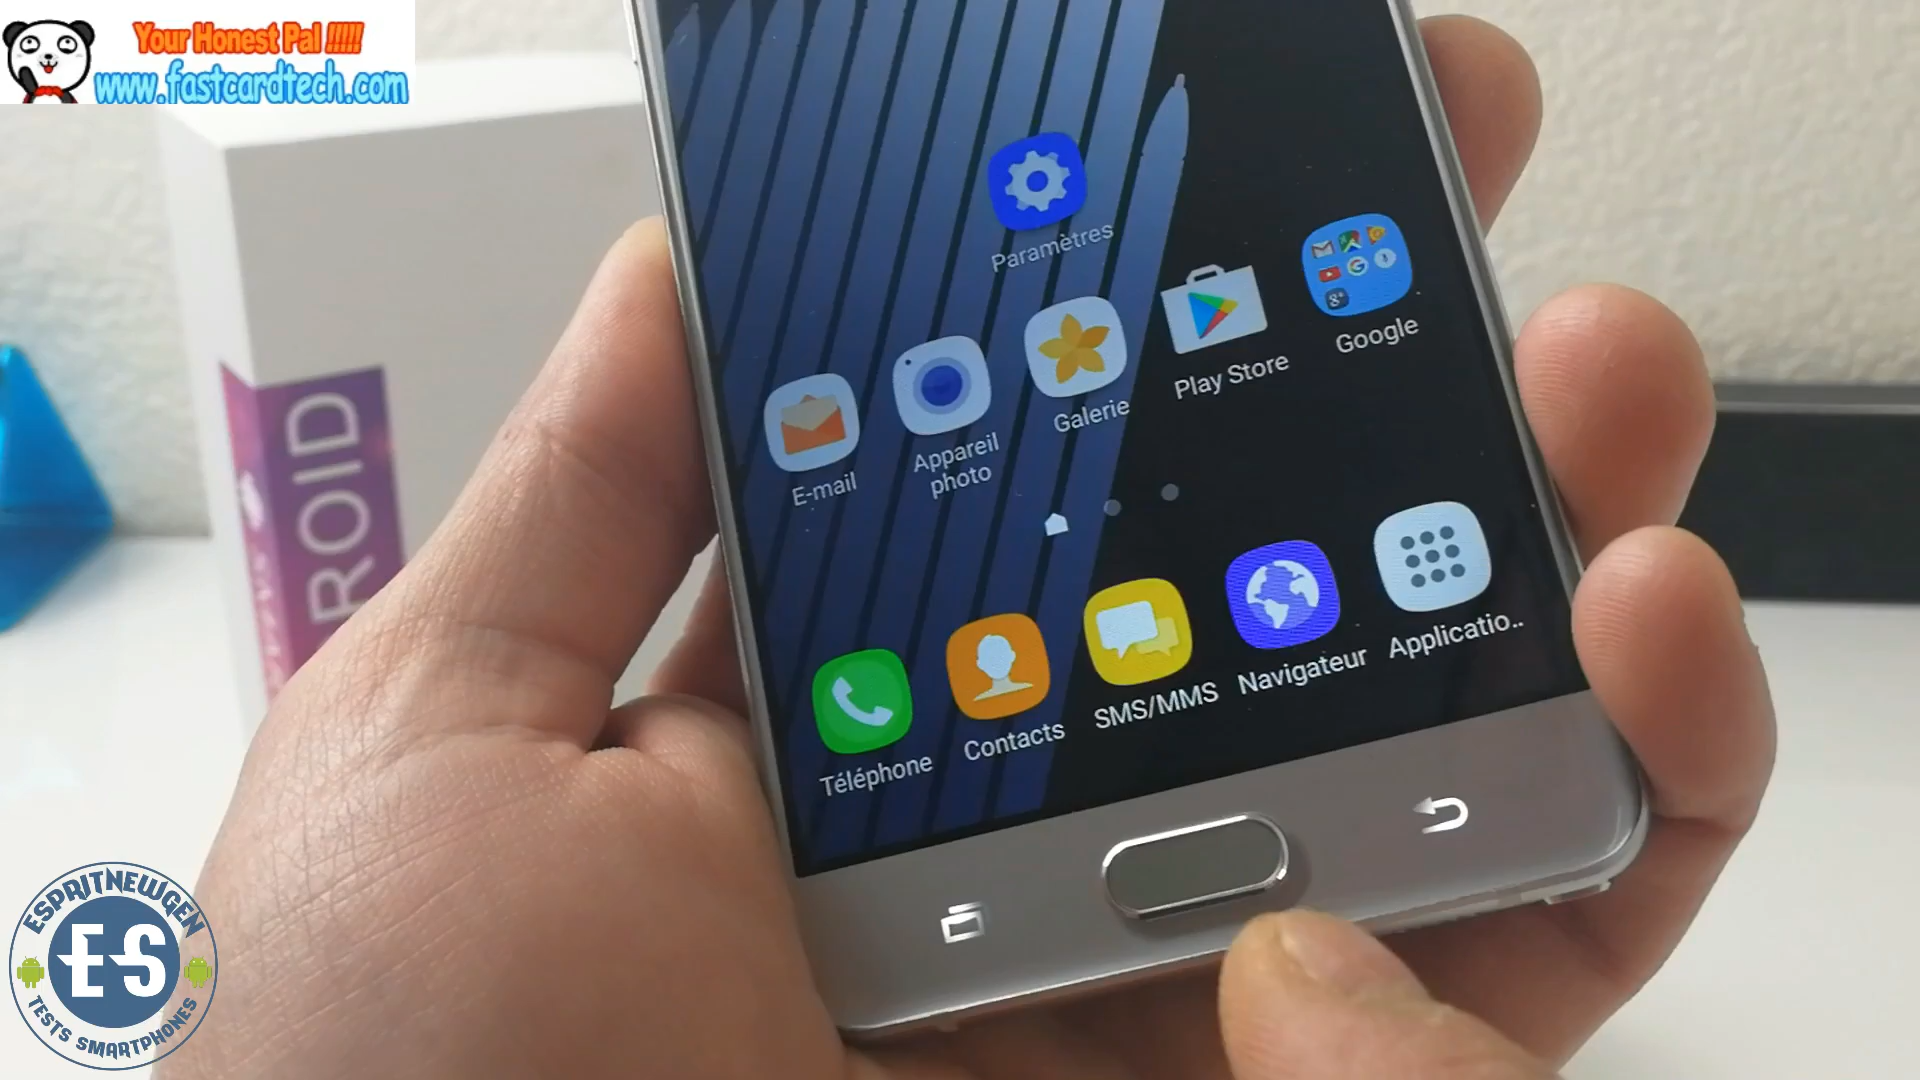 Your Honest Pal !!!!!
www.fastcardtech.com
Paramètres
Google
Play Store
Galerie
Appareil
photo
E-mail
ROID
Applicatio..
Navigateur
SMS/MMS
Contacts
Téléphone
ESPRITNEWGEN
ES
TESTS SMARTPHONES